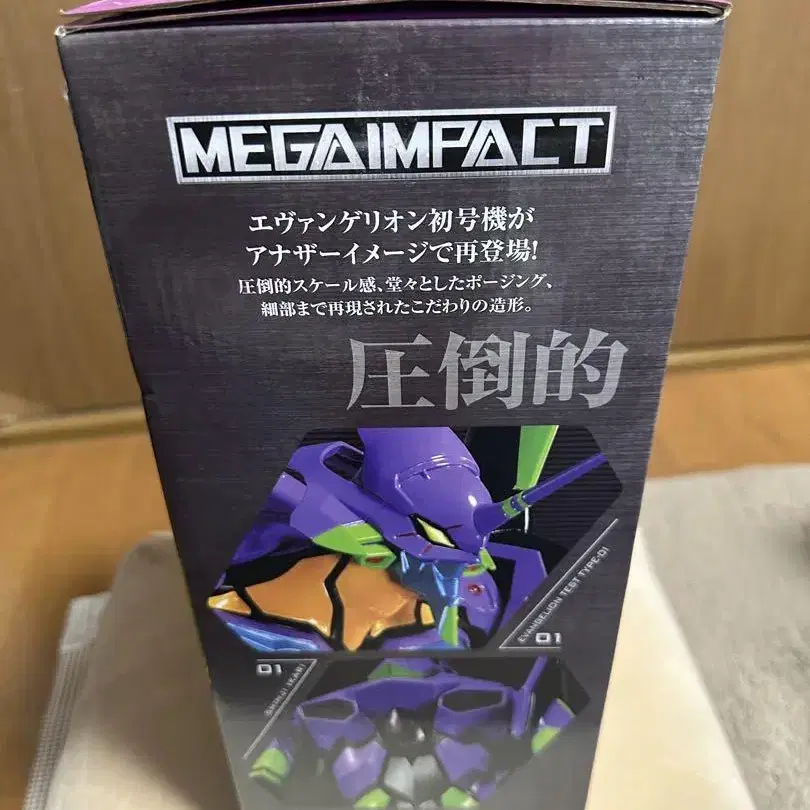 MEGAIMPACT
エヴァンゲリオン初号機が
アナザーイメージで再登場!
圧倒的スケール感、堂々としたポージング、
細部まで再現されたこだわりの造形。
圧倒的
EVANGELION TEST TYPE-01
01
01
SHINJI IKARI